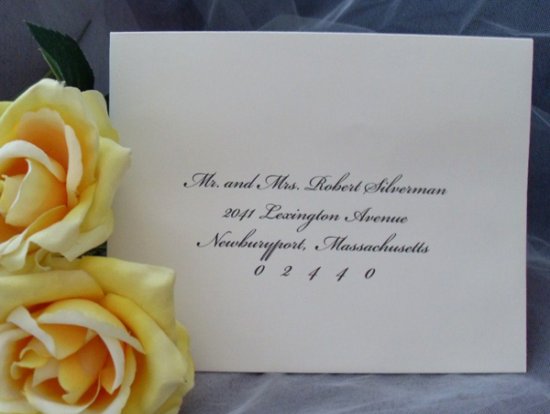 Mr. and Mrs. Robert Silverman
2041 Lexington Avenue
Newburyport, Massachusetts
0 2 4 4 0